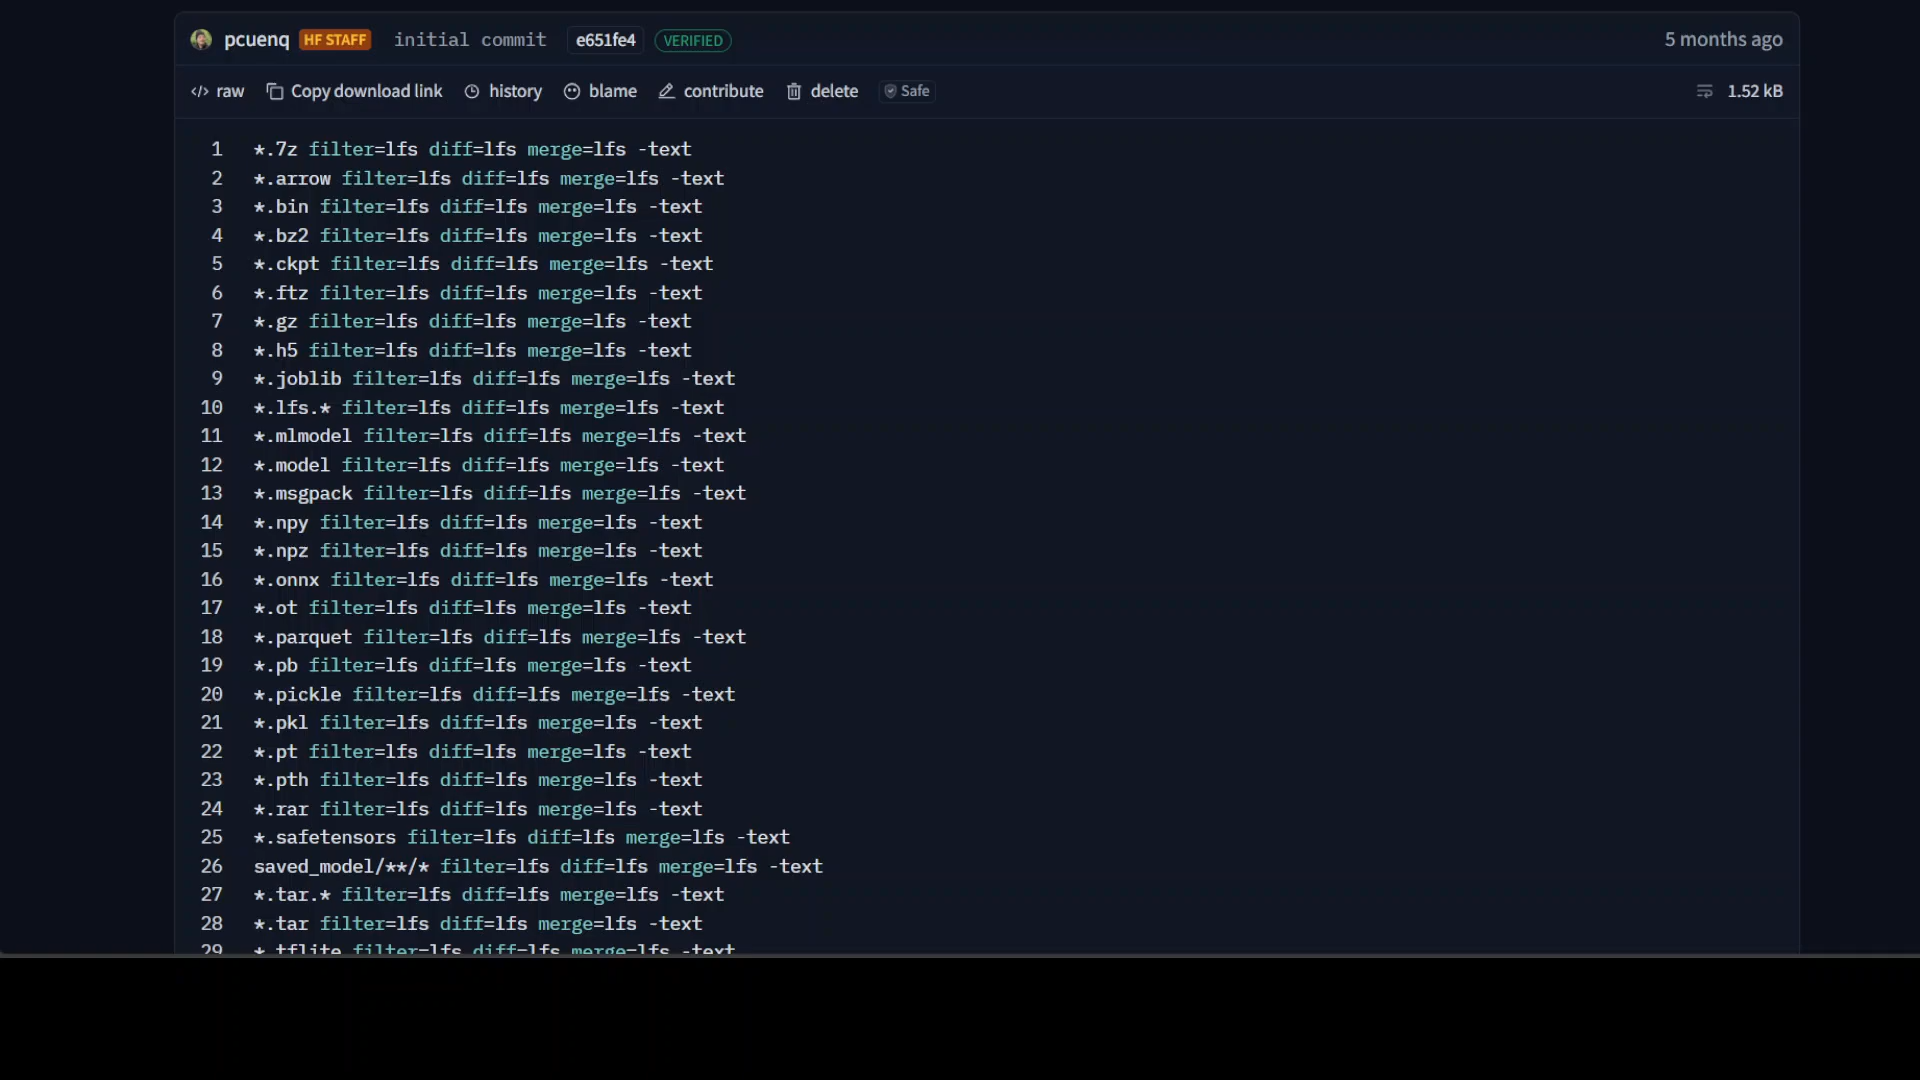 pcuenq HF STAFF initial commit e651fe4 VERIFIED 5 months ago
raw Copy download link history blame contribute delete Safe 1.52 kB
1 *.7z filter=lfs diff=lfs merge=lfs -text
2 *.arrow filter=lfs diff=lfs merge=lfs -text
3 *.bin filter=lfs diff=lfs merge=lfs -text
4 *.bz2 filter=lfs diff=lfs merge=lfs -text
5 *.ckpt filter=lfs diff=lfs merge=lfs -text
6 *.ftz filter=lfs diff=lfs merge=lfs -text
7 *.gz filter=lfs diff=lfs merge=lfs -text
8 *.h5 filter=lfs diff=lfs merge=lfs -text
9 *.joblib filter=lfs diff=lfs merge=lfs -text
10 *.lfs.* filter=lfs diff=lfs merge=lfs -text
11 *.mlmodel filter=lfs diff=lfs merge=lfs -text
12 *.model filter=lfs diff=lfs merge=lfs -text
13 *.msgpack filter=lfs diff=lfs merge=lfs -text
14 *.npy filter=lfs diff=lfs merge=lfs -text
15 *.npz filter=lfs diff=lfs merge=lfs -text
16 *.onnx filter=lfs diff=lfs merge=lfs -text
17 *.ot filter=lfs diff=lfs merge=lfs -text
18 *.parquet filter=lfs diff=lfs merge=lfs -text
19 *.pb filter=lfs diff=lfs merge=lfs -text
20 *.pickle filter=lfs diff=lfs merge=lfs -text
21 *.pkl filter=lfs diff=lfs merge=lfs -text
22 *.pt filter=lfs diff=lfs merge=lfs -text
23 *.pth filter=lfs diff=lfs merge=lfs -text
24 *.rar filter=lfs diff=lfs merge=lfs -text
25 *.safetensors filter=lfs diff=lfs merge=lfs -text
26 saved_model/**/* filter=lfs diff=lfs merge=lfs -text
27 *.tar.* filter=lfs diff=lfs merge=lfs -text
28 *.tar filter=lfs diff=lfs merge=lfs -text
29 *.tflite filter=lfs diff=lfs merge=lfs -text